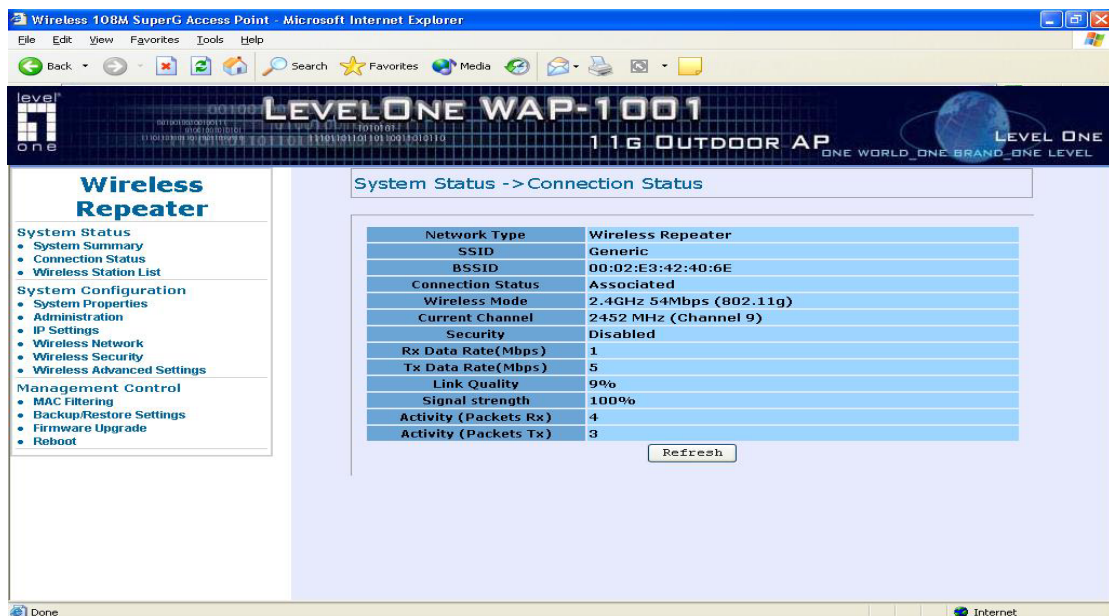 Wireless 108M SuperG Access Point - Microsoft Internet Explorer
File Edit View Favorites Tools Help
Back Search Favorites Media
level one
LEVELONE WAP-1001
11G OUTDOOR AP
LEVEL ONE
ONE WORLD_ONE BRAND_ONE LEVEL
Wireless
Repeater
System Status
• System Summary
• Connection Status
• Wireless Station List
System Configuration
• System Properties
• Administration
• IP Settings
• Wireless Network
• Wireless Security
• Wireless Advanced Settings
Management Control
• MAC Filtering
• Backup/Restore Settings
• Firmware Upgrade
• Reboot
System Status ->Connection Status
Network Type Wireless Repeater
SSID Generic
BSSID 00:02:E3:42:40:6E
Connection Status Associated
Wireless Mode 2.4GHz 54Mbps (802.11g)
Current Channel 2452 MHz (Channel 9)
Security Disabled
Rx Data Rate(Mbps) 1
Tx Data Rate(Mbps) 5
Link Quality 9%
Signal strength 100%
Activity (Packets Rx) 4
Activity (Packets Tx) 3
Refresh
Done Internet